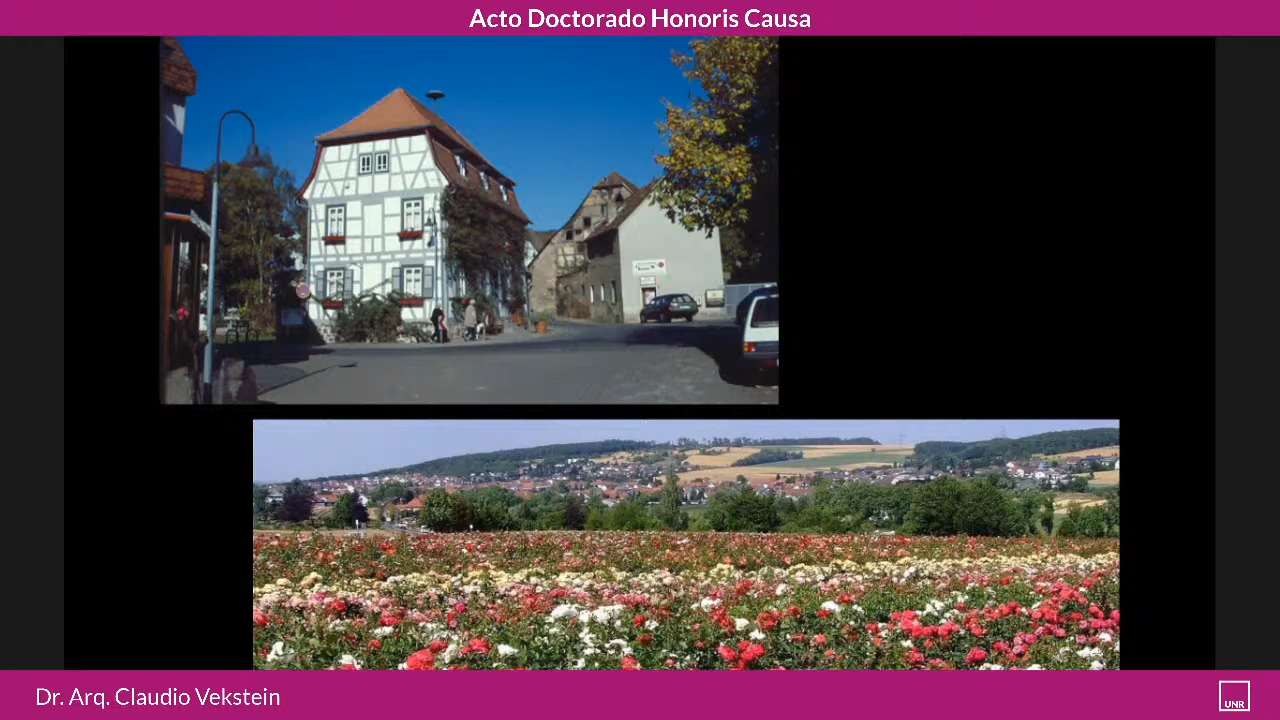 Acto Doctorado Honoris Causa
Dr. Arq. Claudio Vekstein
UNR